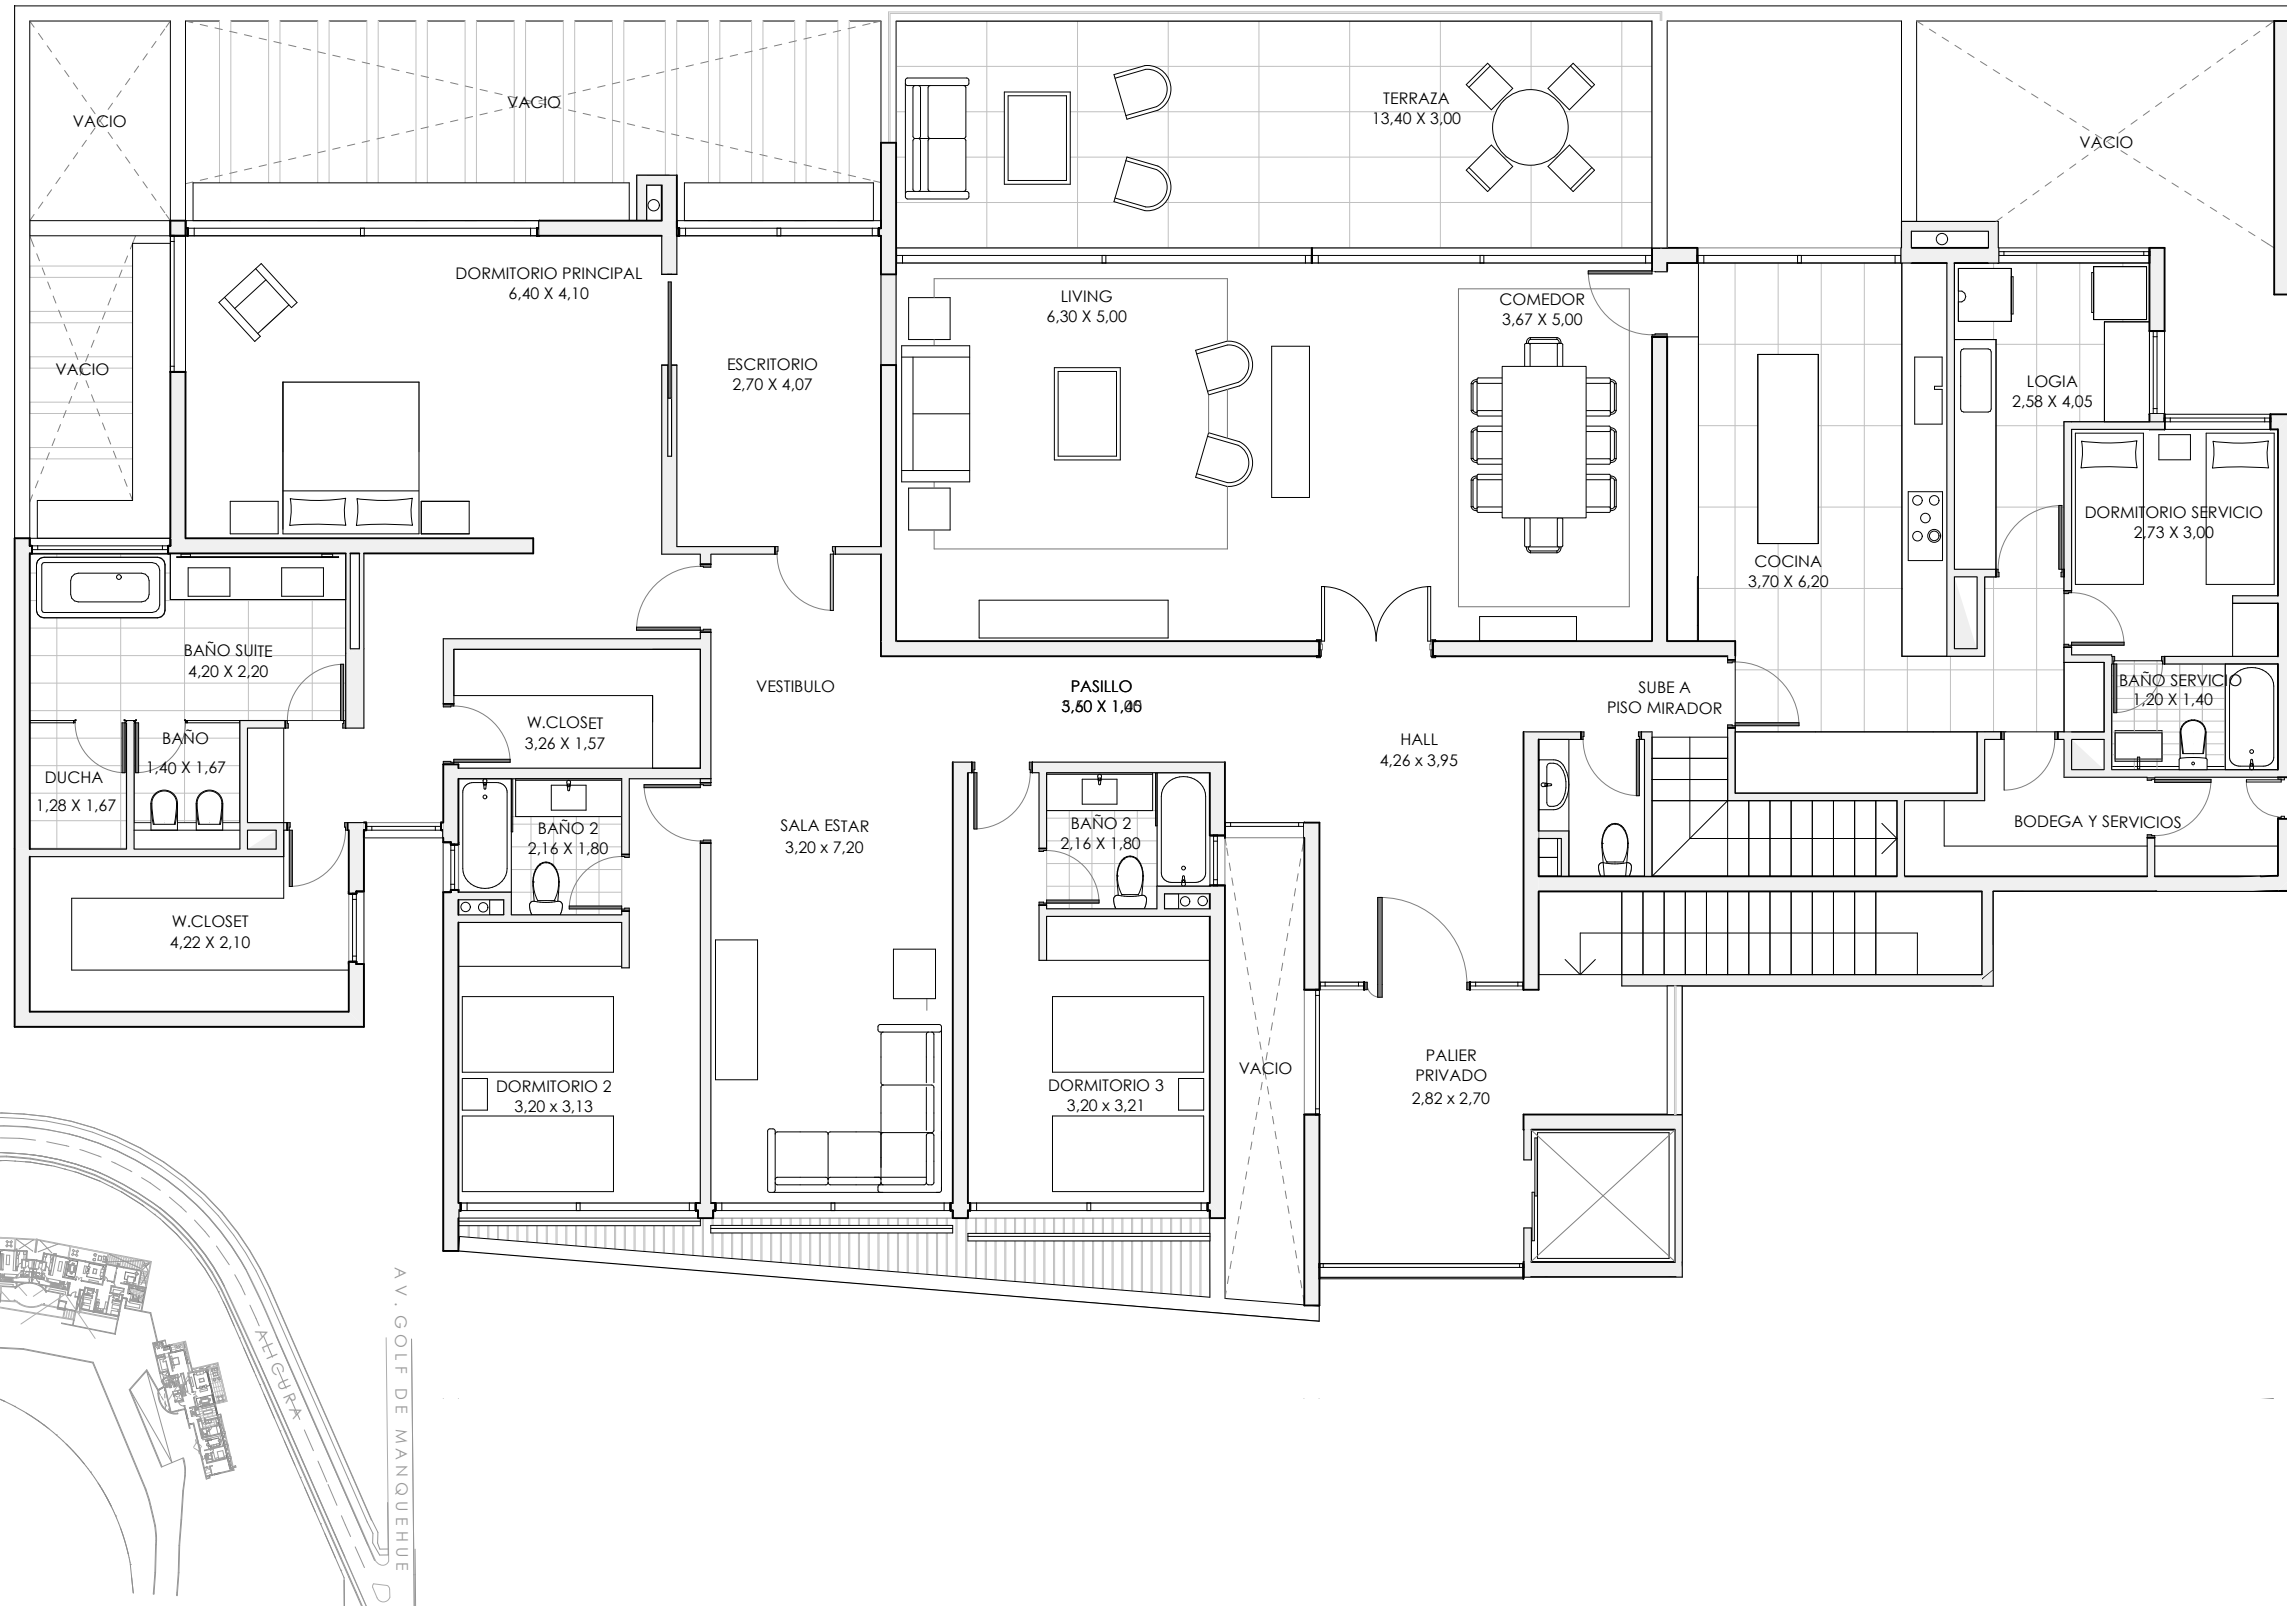 VACIO
VACIO
TERRAZA
13,40 X 3,00
VACIO
DORMITORIO PRINCIPAL
6,40 X 4,10
LIVING
6,30 X 5,00
COMEDOR
3,67 X 5,00
VACIO
ESCRITORIO
2,70 X 4,07
LOGIA
2,58 X 4,05
DORMITORIO SERVICIO
2,73 X 3,00
COCINA
3,70 X 6,20
BAÑO SUITE
4,20 X 2,20
VESTIBULO
PASILLO
SUBE A
PISO MIRADOR
BAÑO SERVICIO
1,20 X 1,40
W.CLOSET
3,26 X 1,57
BAÑO
1,40 X 1,67
HALL
4,26 x 3,95
DUCHA
1,28 X 1,67
BAÑO 2
2,16 X 1,80
SALA ESTAR
3,20 x 7,20
BAÑO 2
2,16 X 1,80
BODEGA Y SERVICIOS
W.CLOSET
4,22 X 2,10
DORMITORIO 2
3,20 x 3,13
DORMITORIO 3
3,20 x 3,21
VACIO
PALIER
PRIVADO
2,82 x 2,70
ALICURA
AV. GOLF DE MANQUEHUE